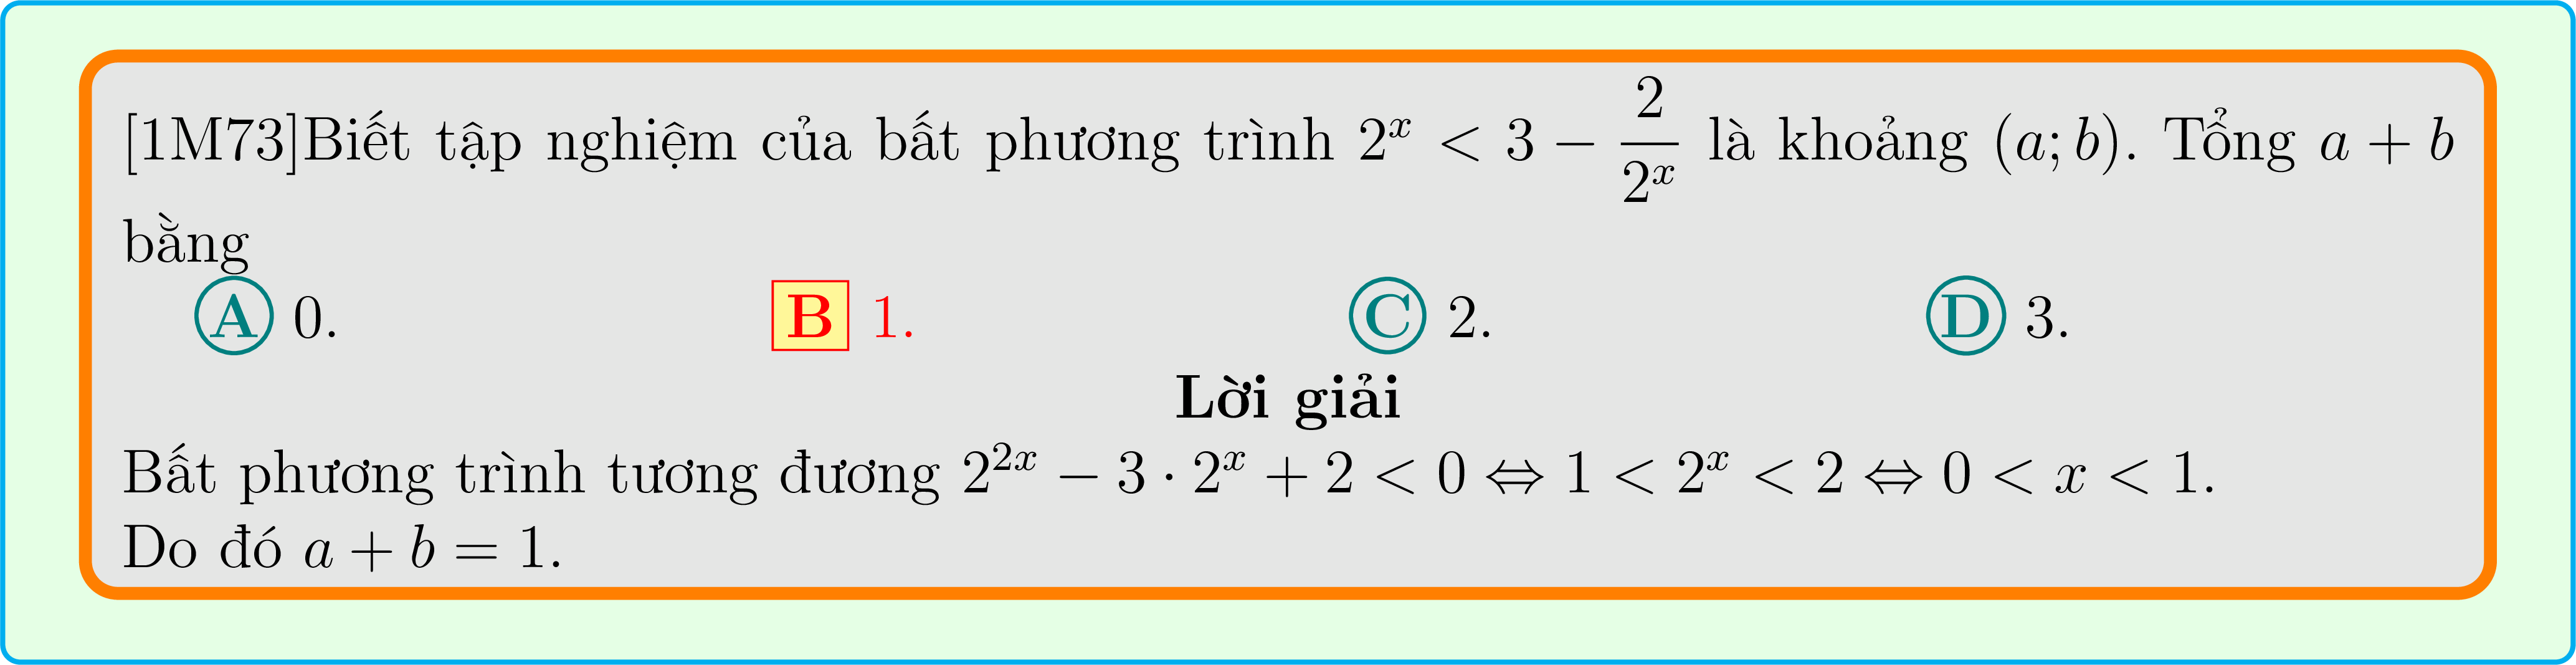 [1M73]Biết tập nghiệm của bất phương trình $2^x < 3 - \dfrac{2}{2^x}$ là khoảng $(a; b)$. Tổng $a + b$
bằng
A 0. B 1. C 2. D 3.
Lời giải
Bất phương trình tương đương $2^{2x} - 3 \cdot 2^x + 2 < 0 \Leftrightarrow 1 < 2^x < 2 \Leftrightarrow 0 < x < 1$.
Do đó $a + b = 1$.